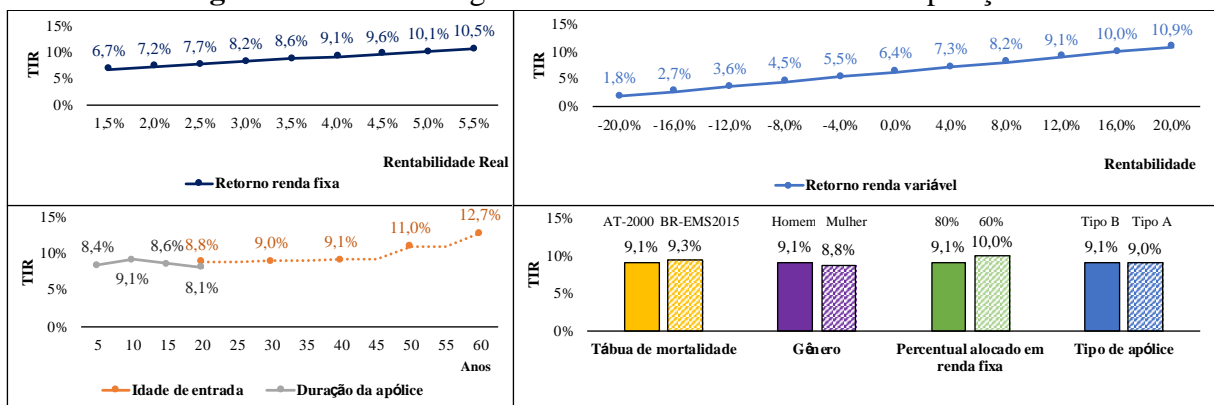 TIR
15%
10%
5%
0%
6,7% 7,2% 7,7% 8,2% 8,6% 9,1% 9,6% 10,1% 10,5%
1,5% 2,0% 2,5% 3,0% 3,5% 4,0% 4,5% 5,0% 5,5%
Rentabilidade Real
Retorno renda fixa
TIR
15%
10%
5%
0%
1,8% 2,7% 3,6% 4,5% 5,5% 6,4% 7,3% 8,2% 9,1% 10,0% 10,9%
-20,0% -16,0% -12,0% -8,0% -4,0% 0,0% 4,0% 8,0% 12,0% 16,0% 20,0%
Rentabilidade
Retorno renda variável
TIR
15%
10%
5%
0%
8,4% 9,1% 8,6% 8,1%
8,8% 9,0% 9,1% 11,0% 12,7%
5 10 15 20 25 30 35 40 45 50 55 60
Anos
Idade de entrada Duração da apólice
TIR
15%
10%
5%
0%
AT-2000 BR-EMS2015 Homem Mulher 80% 60% Tipo B Tipo A
9,1% 9,3% 9,1% 8,8% 9,1% 10,0% 9,1% 9,0%
Tábua de mortalidade
Gênero
Percentual alocado em
renda fixa
Tipo de apólice